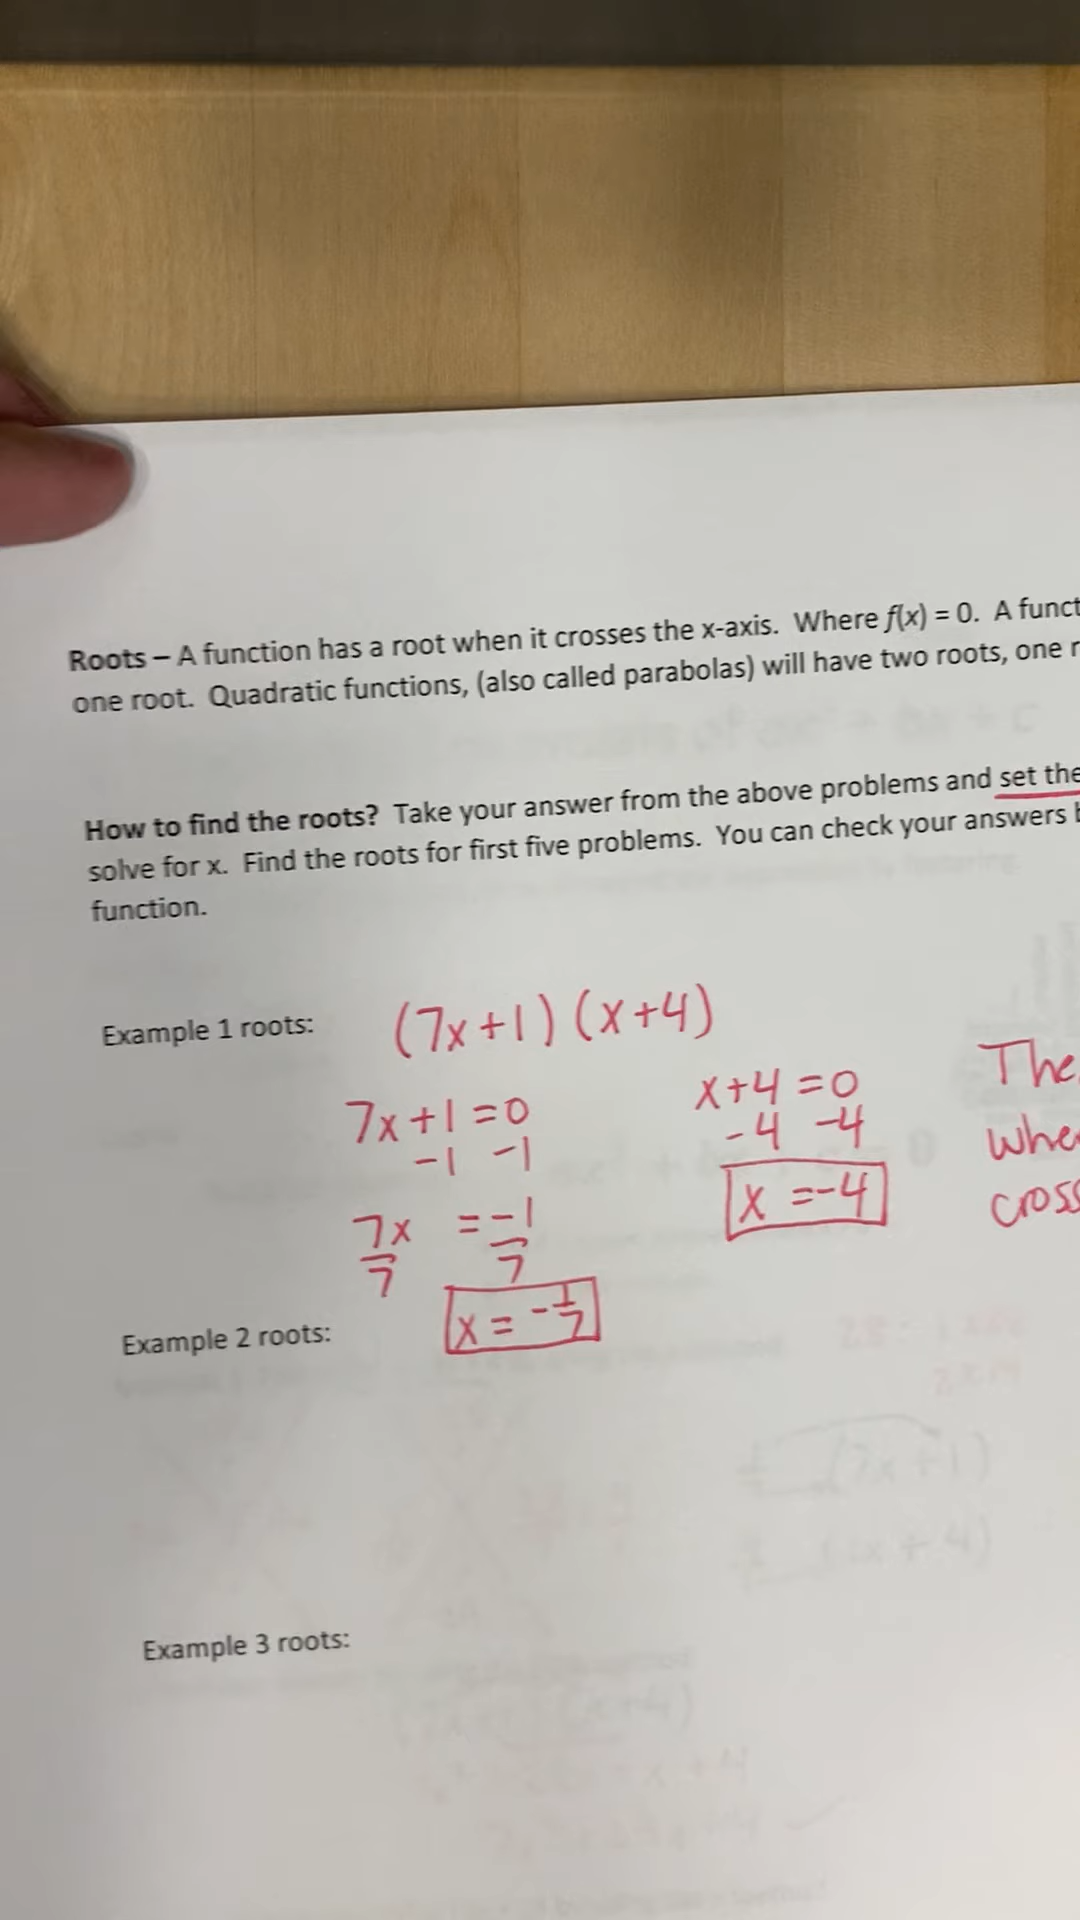 Roots – A function has a root when it crosses the x-axis. Where f(x) = 0. A funct
one root. Quadratic functions, (also called parabolas) will have two roots, one r
How to find the roots? Take your answer from the above problems and set the
solve for x. Find the roots for first five problems. You can check your answers b
function.
Example 1 roots: (7x+1) (x+4)
7x+1=0 x+4=0
-1 -1 -4 -4
7x = -1 x = -4
7 7
x = -1/7
The
whe
cross
Example 2 roots:
Example 3 roots: